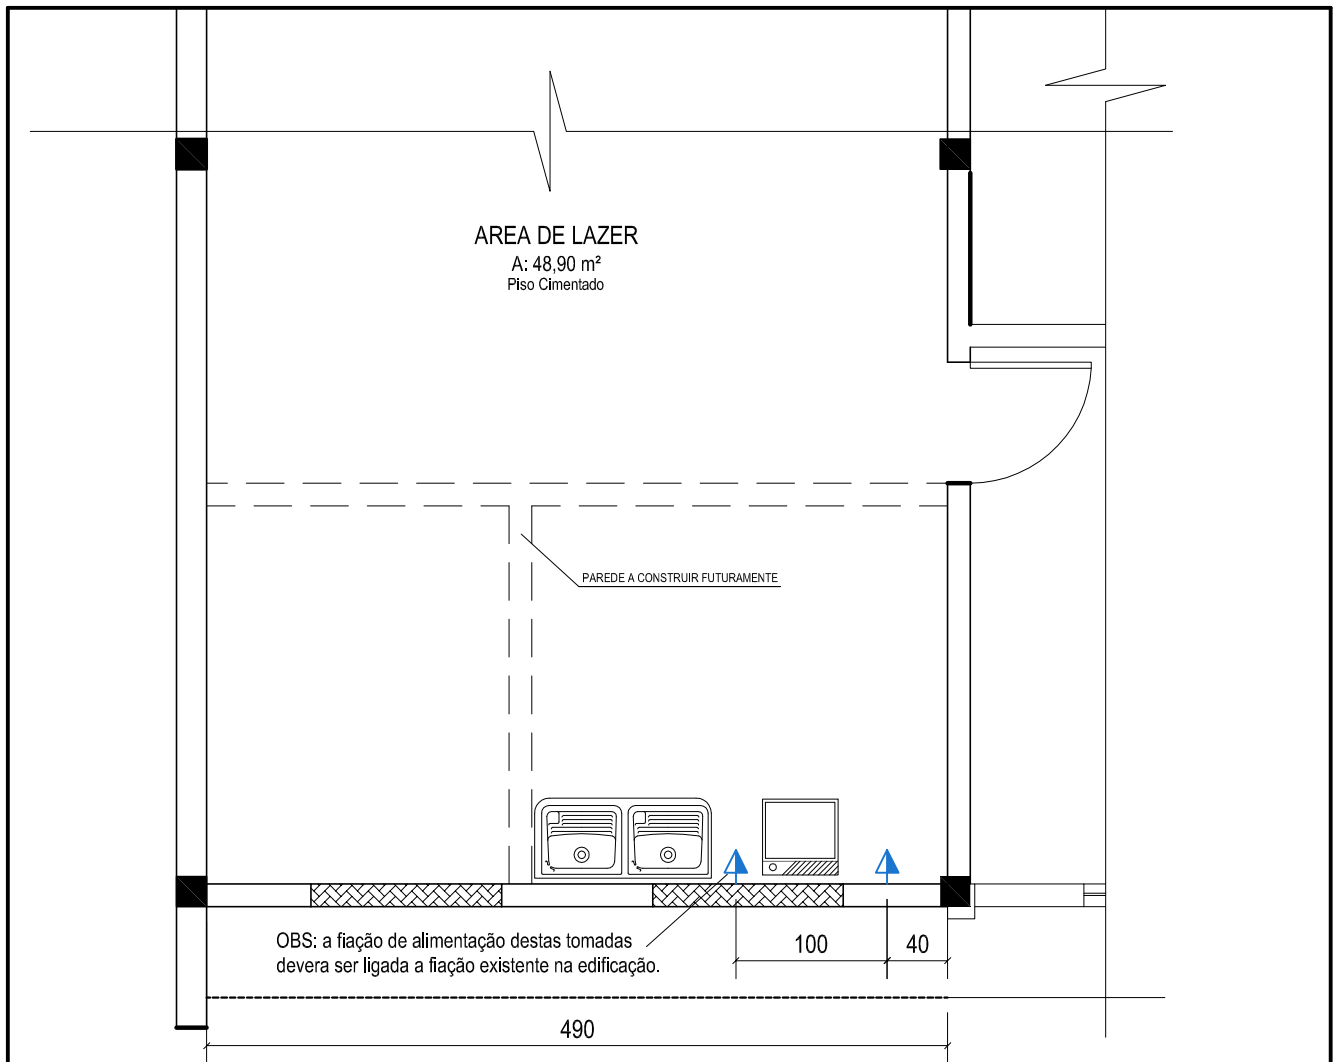 AREA DE LAZER
A: 48,90 m²
Piso Cimentado
PAREDE A CONSTRUIR FUTURAMENTE
OBS: a fiação de alimentação destas tomadas
devera ser ligada a fiação existente na edificação.
100
40
490